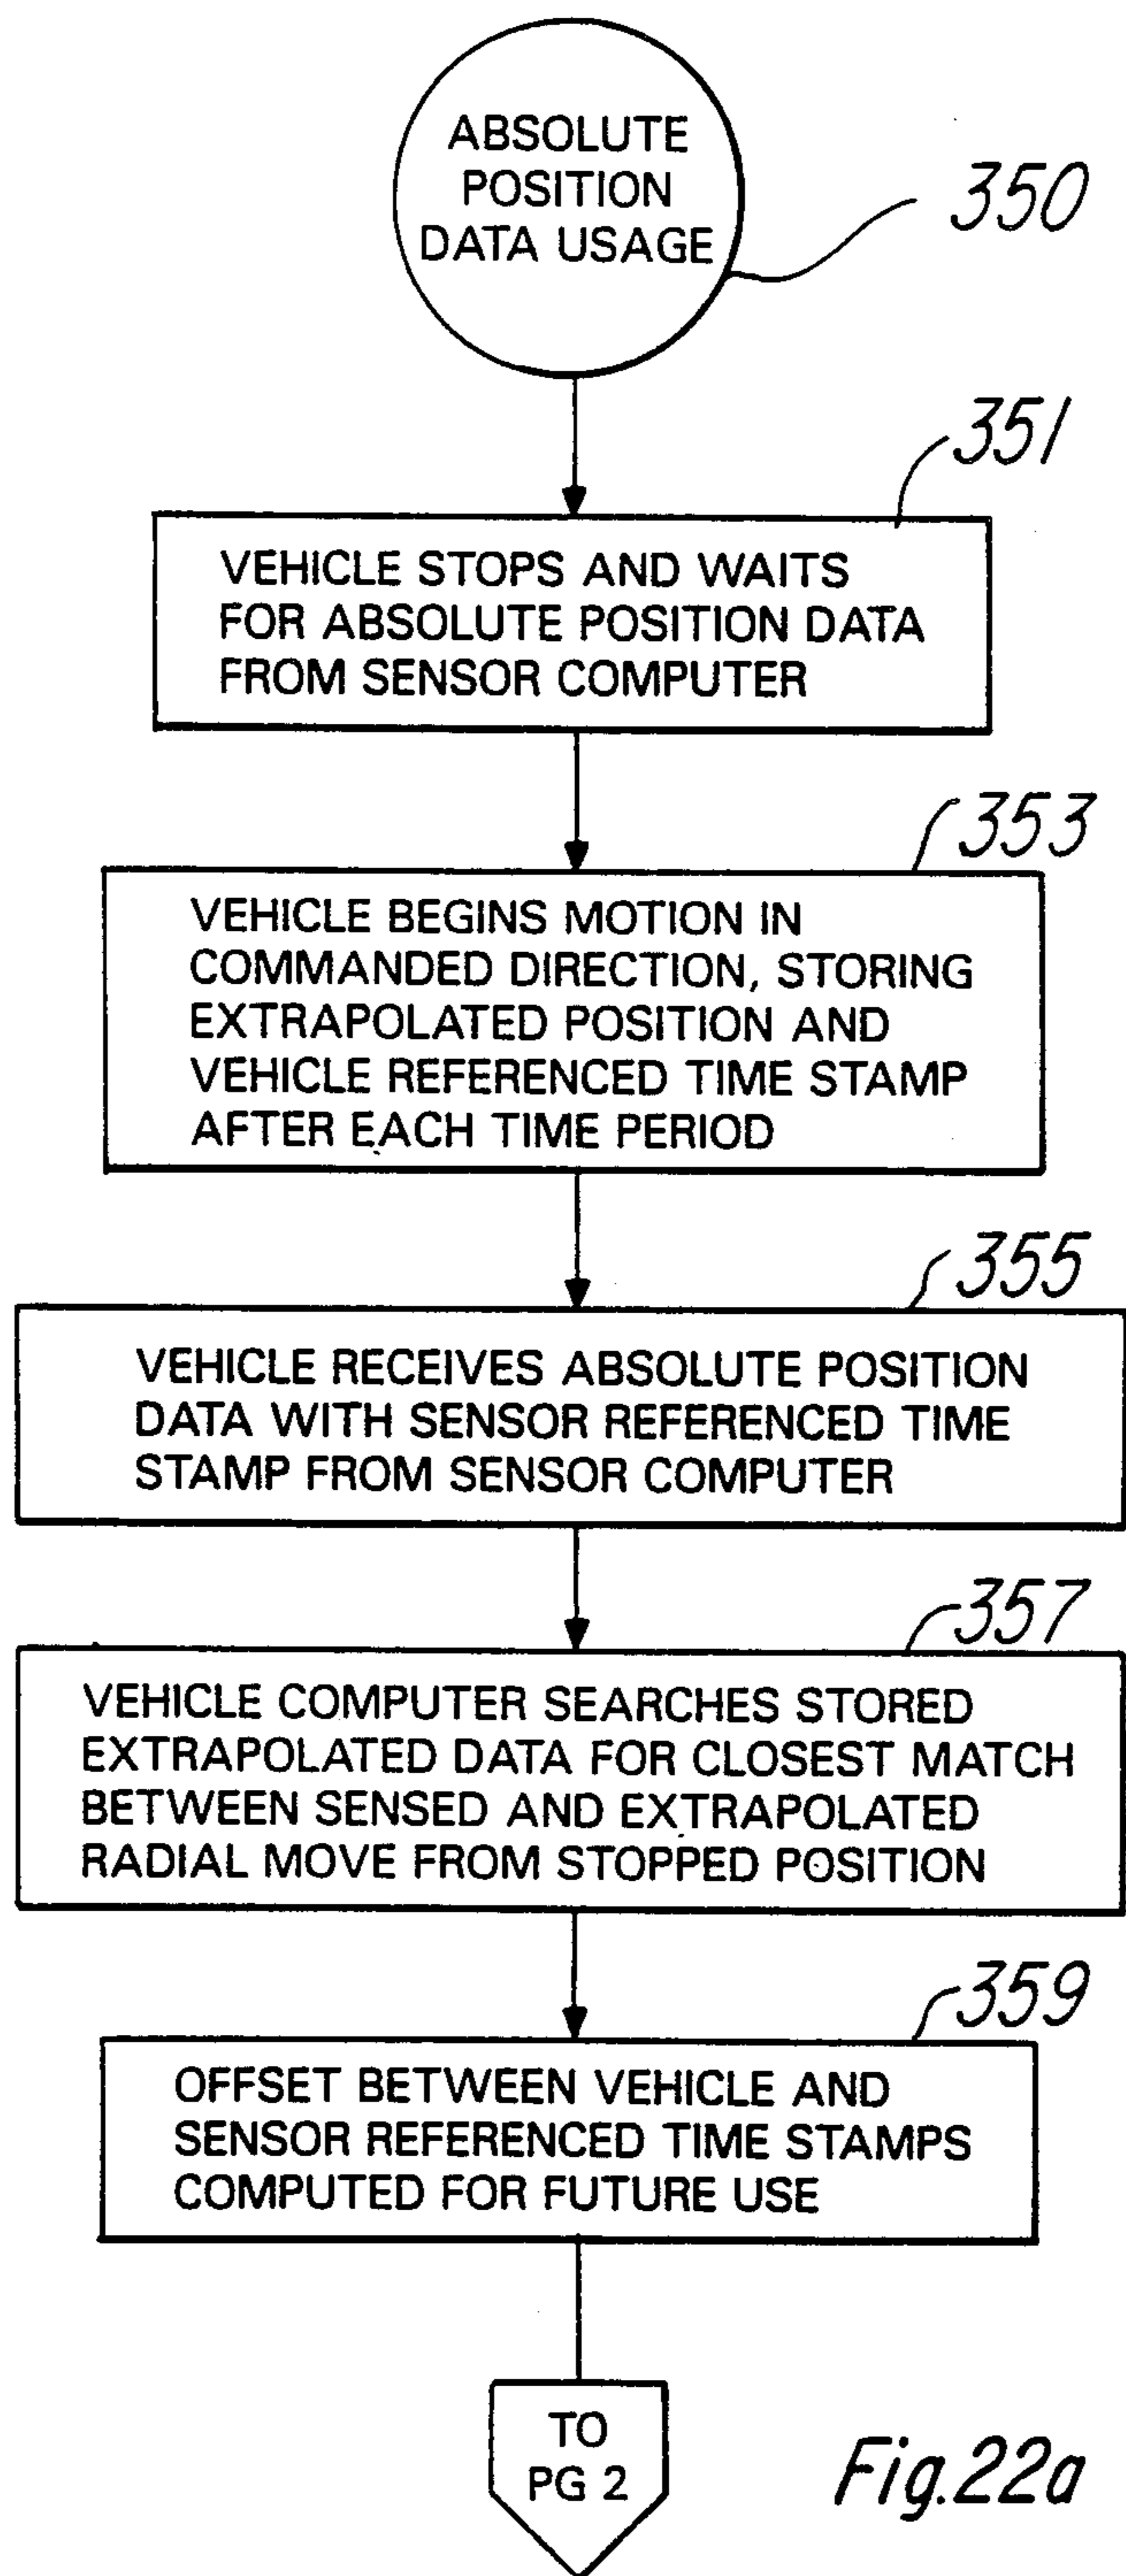 ABSOLUTE
POSITION
DATA USAGE
350
351
VEHICLE STOPS AND WAITS
FOR ABSOLUTE POSITION DATA
FROM SENSOR COMPUTER
353
VEHICLE BEGINS MOTION IN
COMMANDED DIRECTION, STORING
EXTRAPOLATED POSITION AND
VEHICLE REFERENCED TIME STAMP
AFTER EACH TIME PERIOD
355
VEHICLE RECEIVES ABSOLUTE POSITION
DATA WITH SENSOR REFERENCED TIME
STAMP FROM SENSOR COMPUTER
357
VEHICLE COMPUTER SEARCHES STORED
EXTRAPOLATED DATA FOR CLOSEST MATCH
BETWEEN SENSED AND EXTRAPOLATED
RADIAL MOVE FROM STOPPED POSITION
359
OFFSET BETWEEN VEHICLE AND
SENSOR REFERENCED TIME STAMPS
COMPUTED FOR FUTURE USE
TO
PG 2
Fig.22a